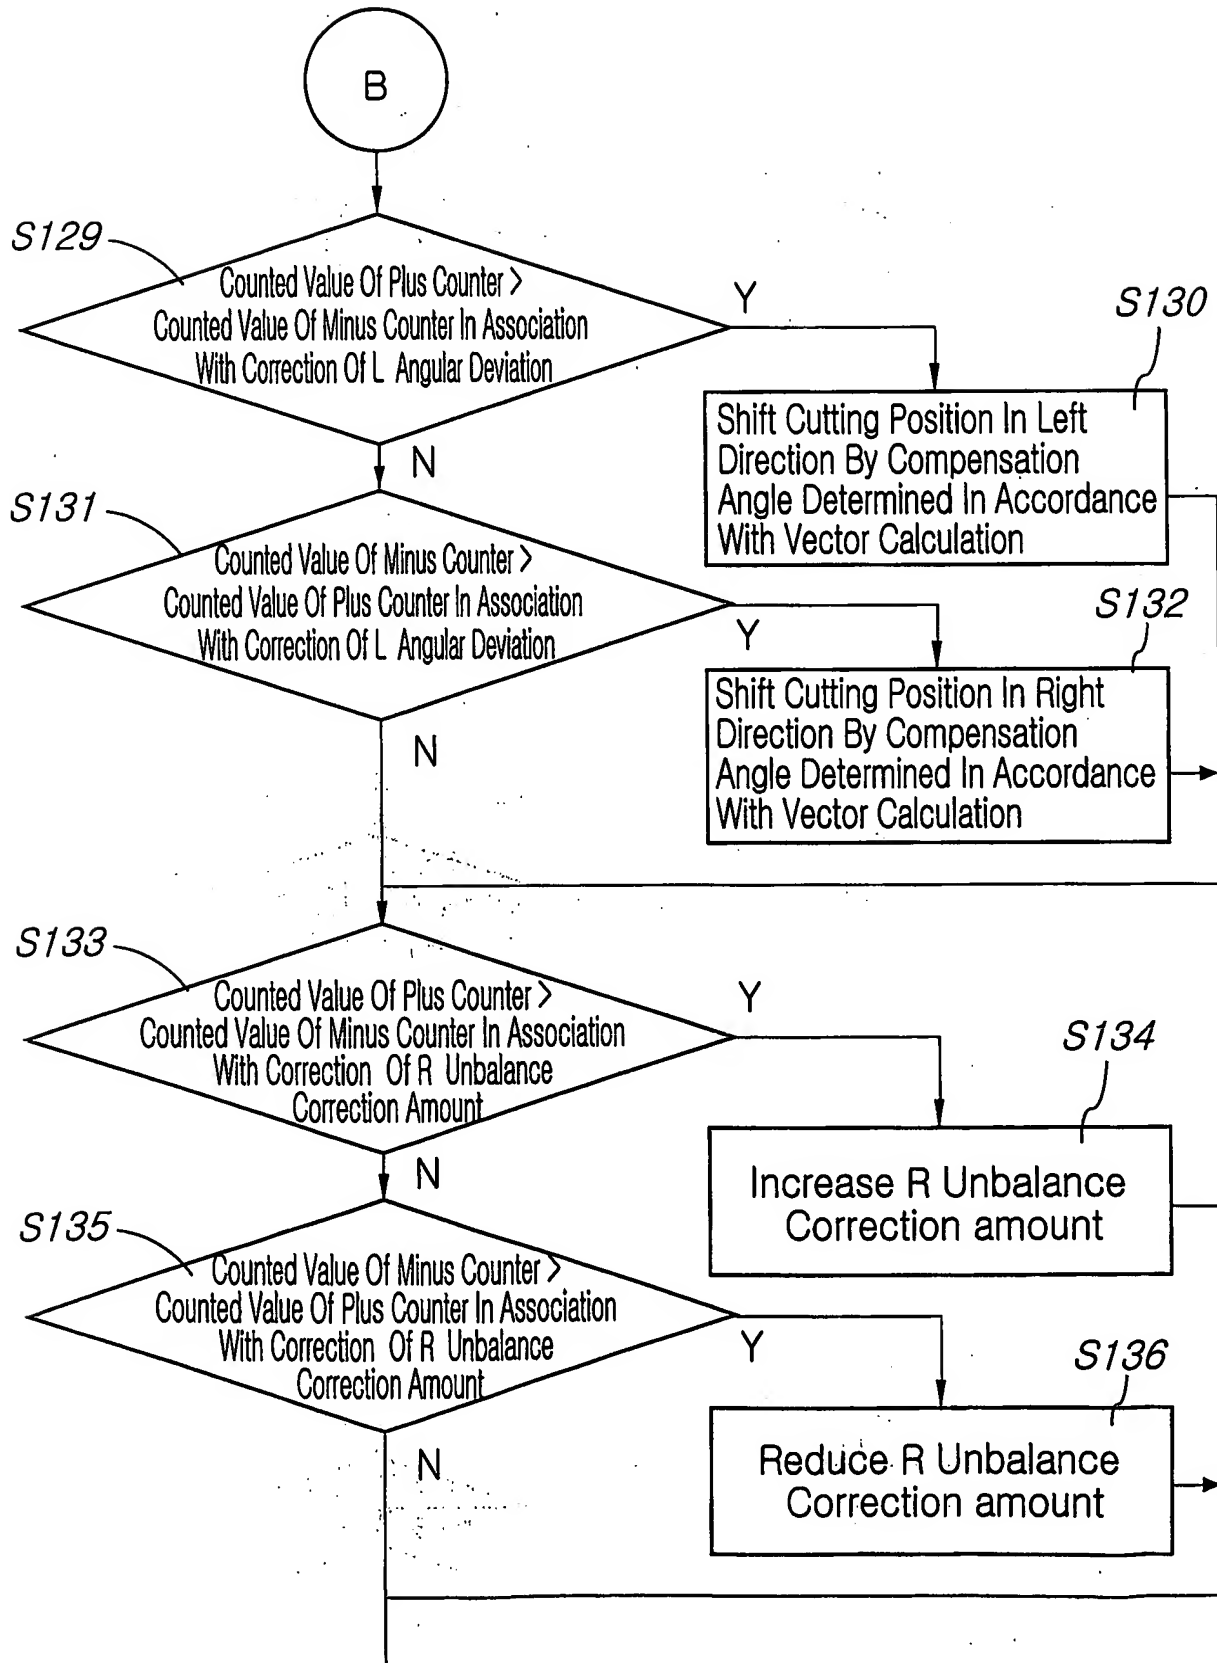 B
S129
Counted Value Of Plus Counter >
Counted Value Of Minus Counter In Association
With Correction Of L Angular Deviation
Y
S130
Shift Cutting Position In Left
Direction By Compensation
Angle Determined In Accordance
With Vector Calculation
N
S131
Counted Value Of Minus Counter >
Counted Value Of Plus Counter In Association
With Correction Of L Angular Deviation
Y
S132
Shift Cutting Position In Right
Direction By Compensation
Angle Determined In Accordance
With Vector Calculation
N
S133
Counted Value Of Plus Counter >
Counted Value Of Minus Counter In Association
With Correction Of R Unbalance
Correction Amount
Y
S134
Increase R Unbalance
Correction amount
N
S135
Counted Value Of Minus Counter >
Counted Value Of Plus Counter In Association
With Correction Of R Unbalance
Correction Amount
Y
S136
Reduce R Unbalance
Correction amount
N